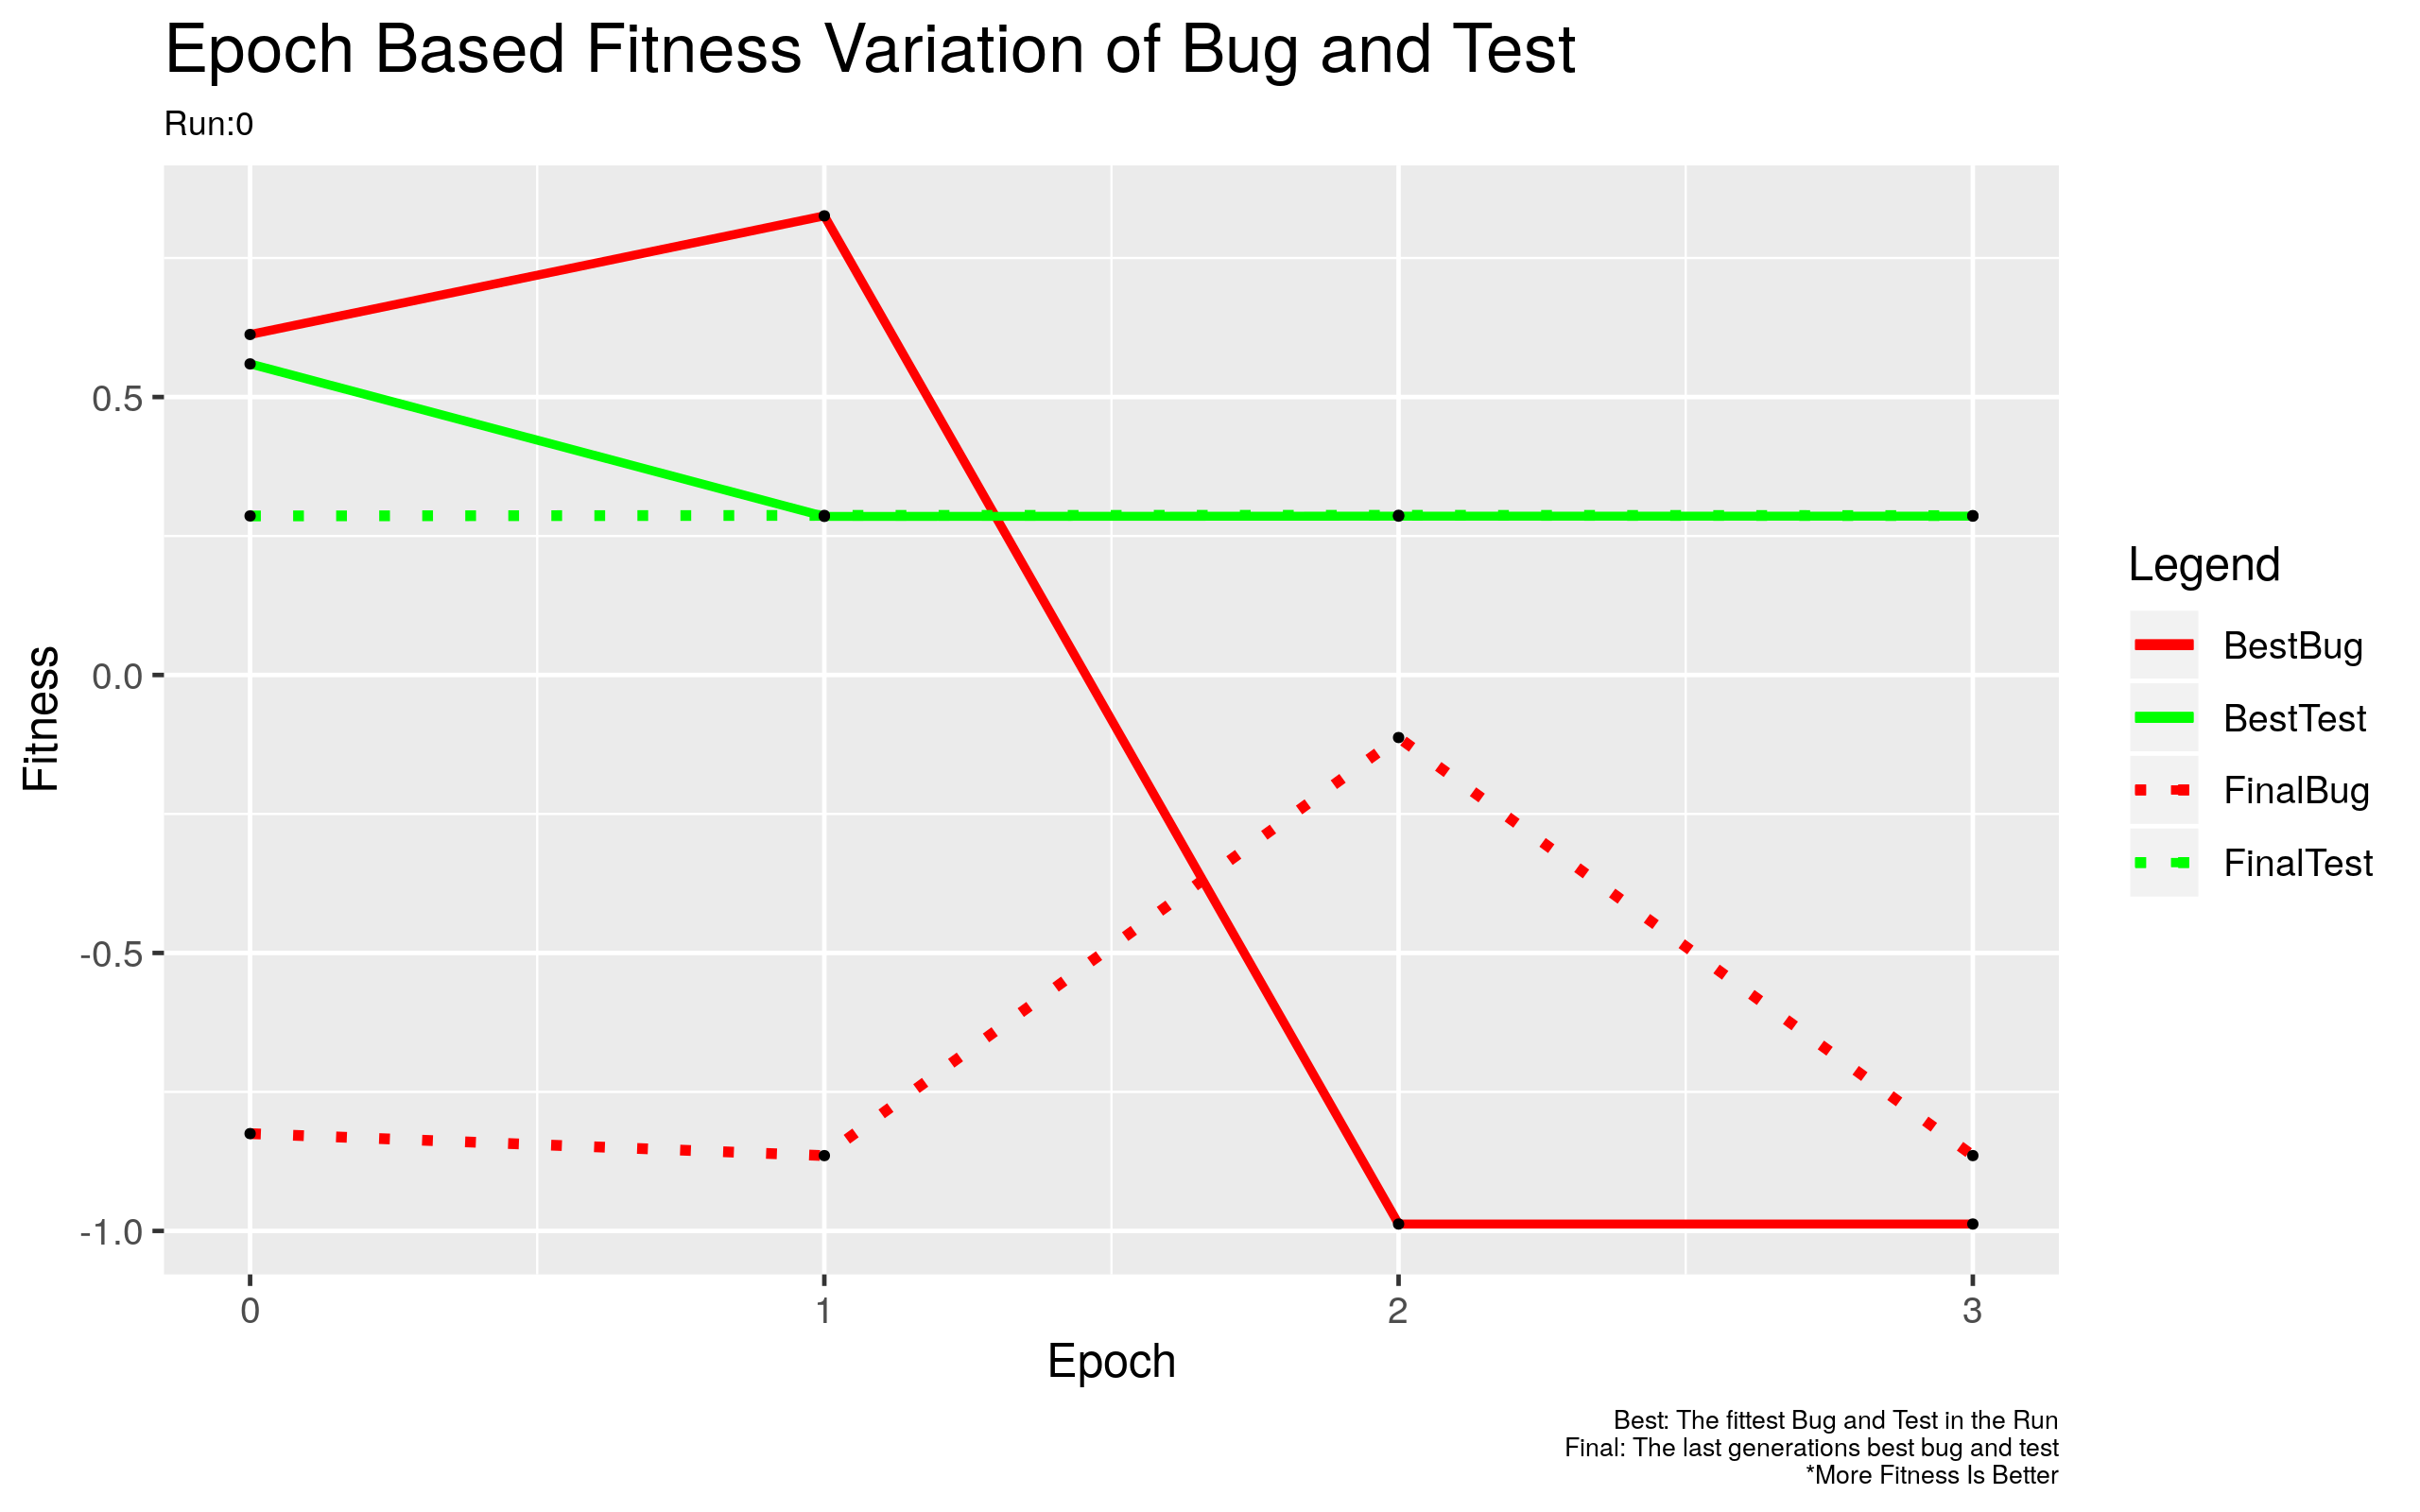 Epoch Based Fitness Variation of Bug and Test
Run:0
0.5
0.0
-0.5
-1.0
Fitness
0
1
2
3
Epoch
Legend
BestBug
BestTest
FinalBug
FinalTest
Best: The fittest Bug and Test in the Run
Final: The last generations best bug and test
*More Fitness Is Better